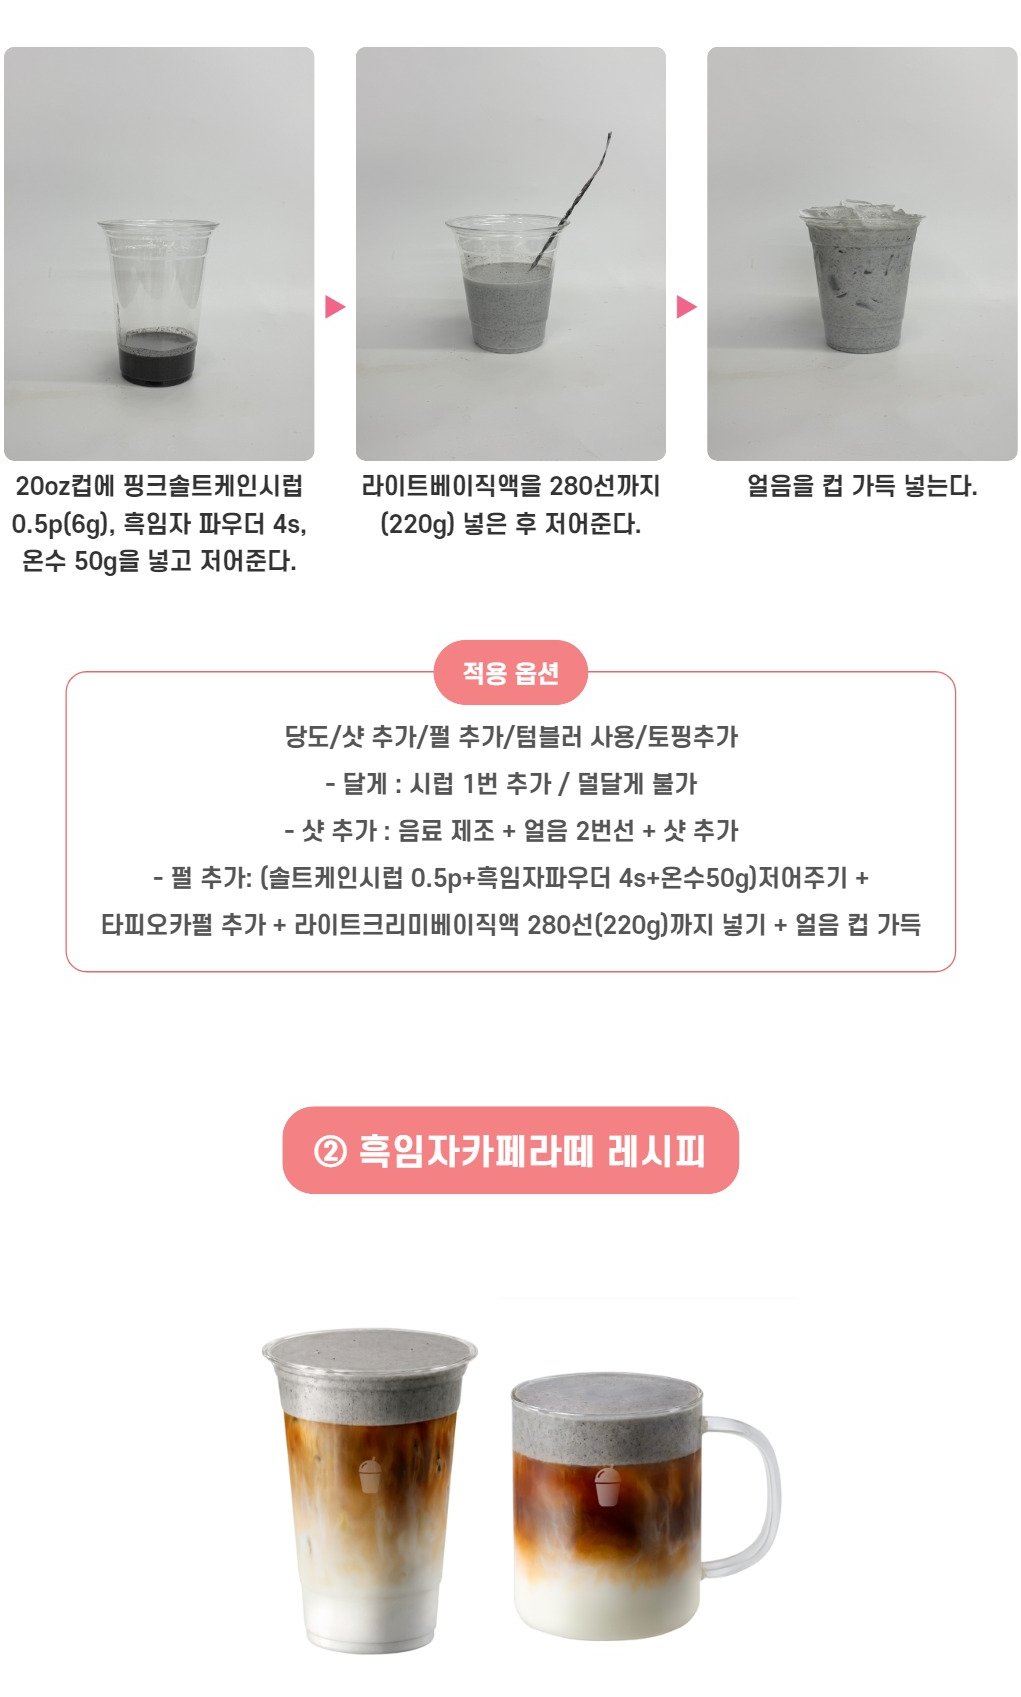 20oz컵에 핑크솔트케인시럽
0.5p(6g), 흑임자 파우더 4s,
온수 50g을 넣고 저어준다.
라이트베이직액을 280선까지
(220g) 넣은 후 저어준다.
얼음을 컵 가득 넣는다.
적용 옵션
당도/샷 추가/펄 추가/텀블러 사용/토핑추가
- 달게 : 시럽 1번 추가 / 덜달게 불가
- 샷 추가 : 음료 제조 + 얼음 2번선 + 샷 추가
- 펄 추가: (솔트케인시럽 0.5p+흑임자파우더 4s+온수50g)저어주기 +
타피오카펄 추가 + 라이트크리미베이직액 280선(220g)까지 넣기 + 얼음 컵 가득
② 흑임자카페라떼 레시피